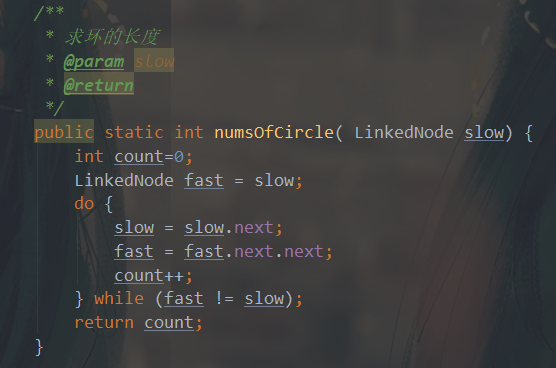 /**
 * 求环的长度
 * @param slow
 * @return
 */
public static int numsOfCircle( LinkedNode slow) {
    int count=0;
    LinkedNode fast = slow;
    do {
        slow = slow.next;
        fast = fast.next.next;
        count++;
    } while (fast != slow);
    return count;
}